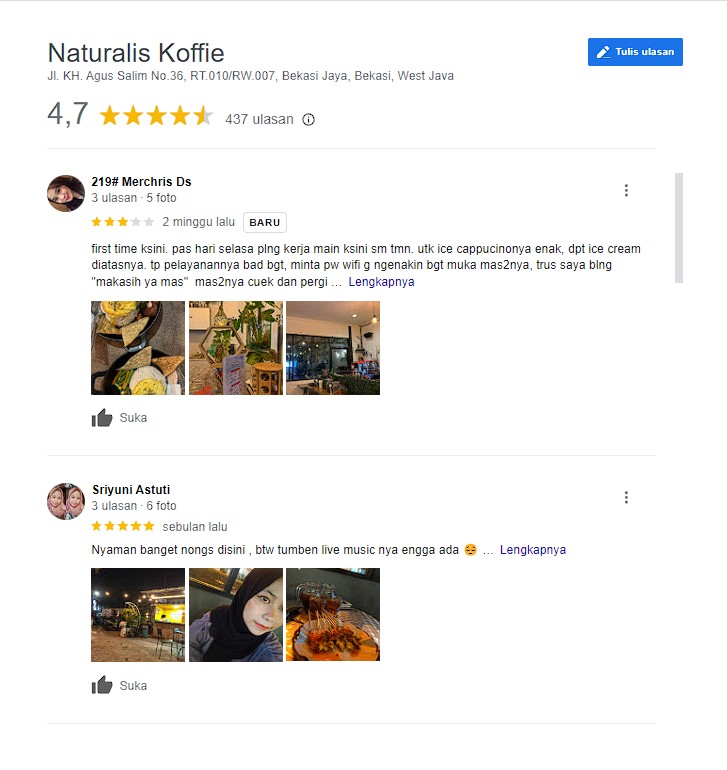 Naturalis Koffie
Tulis ulasan
Jl. KH. Agus Salim No.36, RT.010/RW.007, Bekasi Jaya, Bekasi, West Java
4,7 437 ulasan
219# Merchris Ds
3 ulasan · 5 foto
2 minggu lalu BARU
first time ksini. pas hari selasa plng kerja main ksini sm tmn. utk ice cappucinonya enak, dpt ice cream
diatasnya. tp pelayanannya bad bgt, minta pw wifi g ngenakin bgt muka mas2nya, trus saya blng
"makasih ya mas" mas2nya cuek dan pergi ... Lengkapnya
Suka
Sriyuni Astuti
3 ulasan · 6 foto
sebulan lalu
Nyaman banget nongs disini , btw tumben live music nya engga ada 😌 ... Lengkapnya
Suka